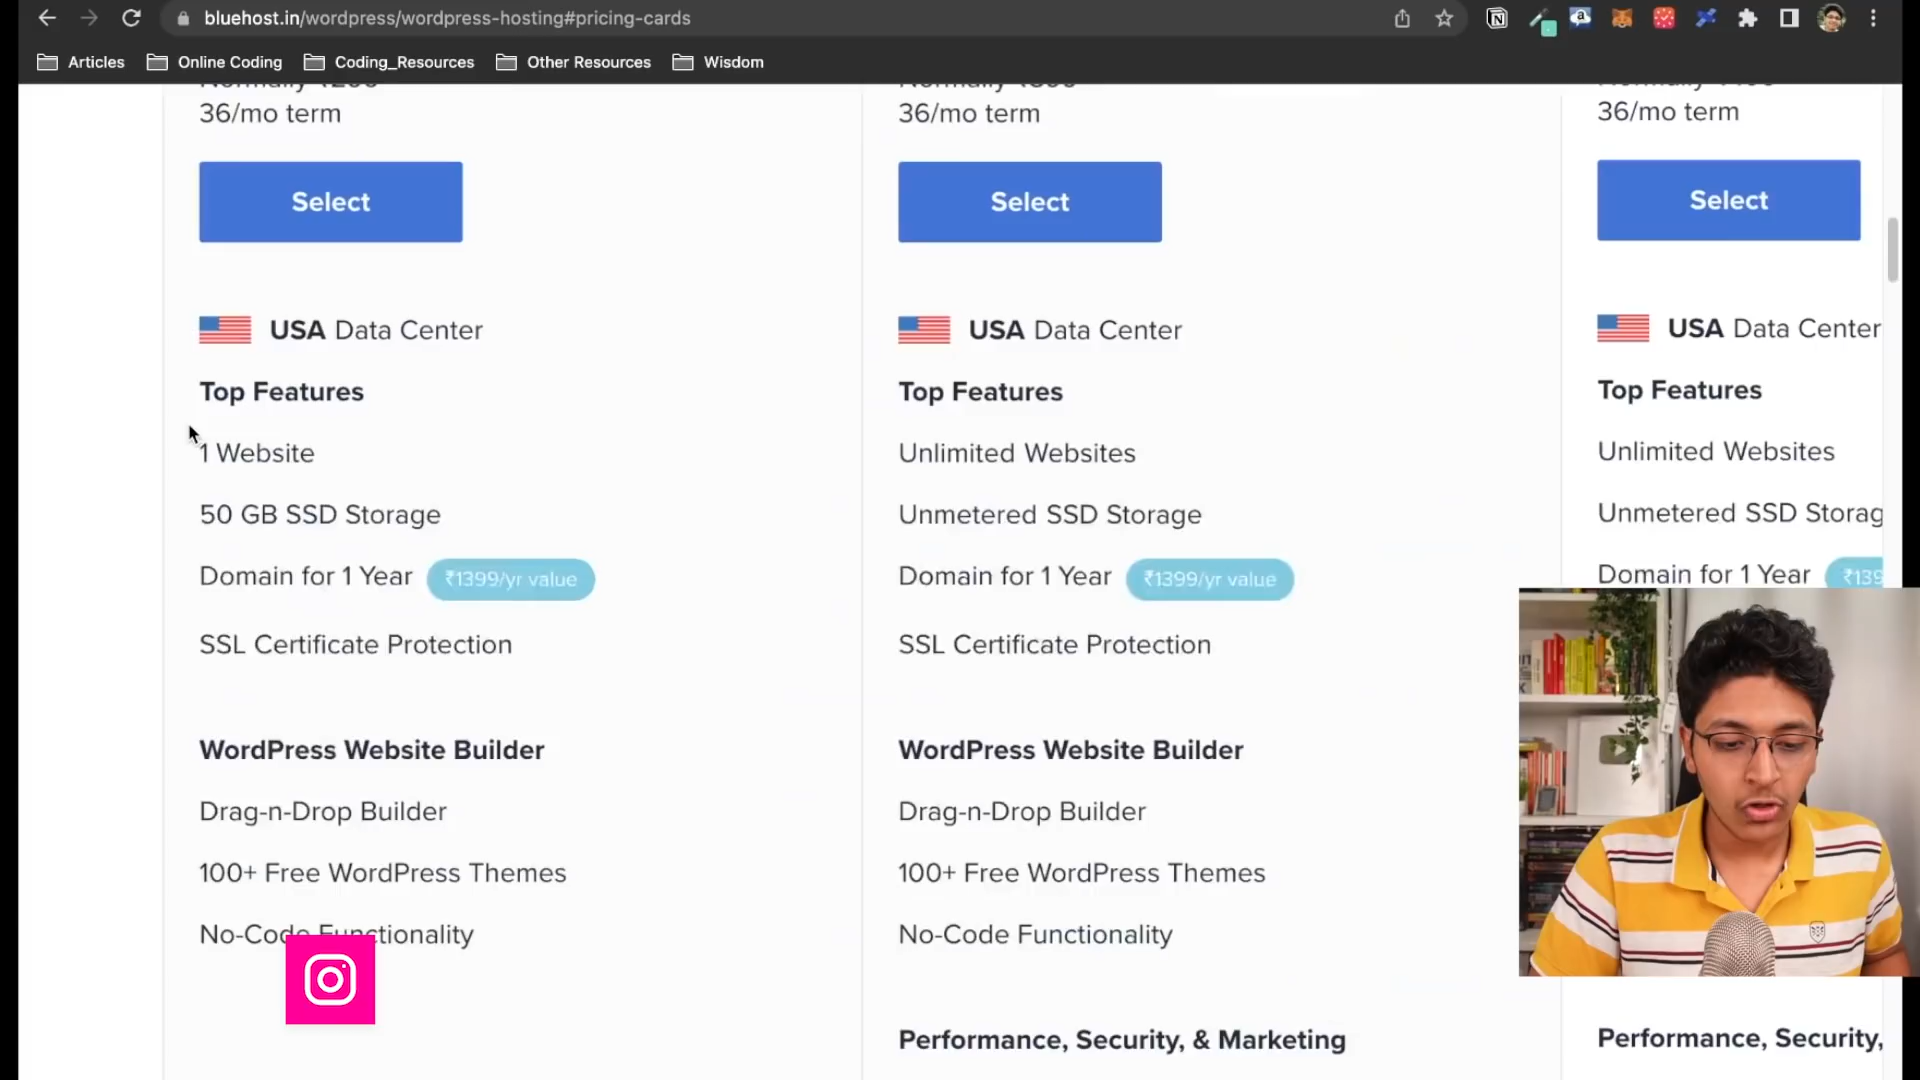 bluehost.in/wordpress/wordpress-hosting#pricing-cards
Articles
Online Coding
Coding_Resources
Other Resources
Wisdom
36/mo term
Select
USA Data Center
Top Features
1 Website
50 GB SSD Storage
Domain for 1 Year ₹1399/yr value
SSL Certificate Protection
WordPress Website Builder
Drag-n-Drop Builder
100+ Free WordPress Themes
No-Code Functionality
36/mo term
Select
USA Data Center
Top Features
Unlimited Websites
Unmetered SSD Storage
Domain for 1 Year ₹1399/yr value
SSL Certificate Protection
WordPress Website Builder
Drag-n-Drop Builder
100+ Free WordPress Themes
No-Code Functionality
Performance, Security, & Marketing
36/mo term
Select
USA Data Center
Top Features
Unlimited Websites
Unmetered SSD Storag
Domain for 1 Year ₹139
Performance, Security,